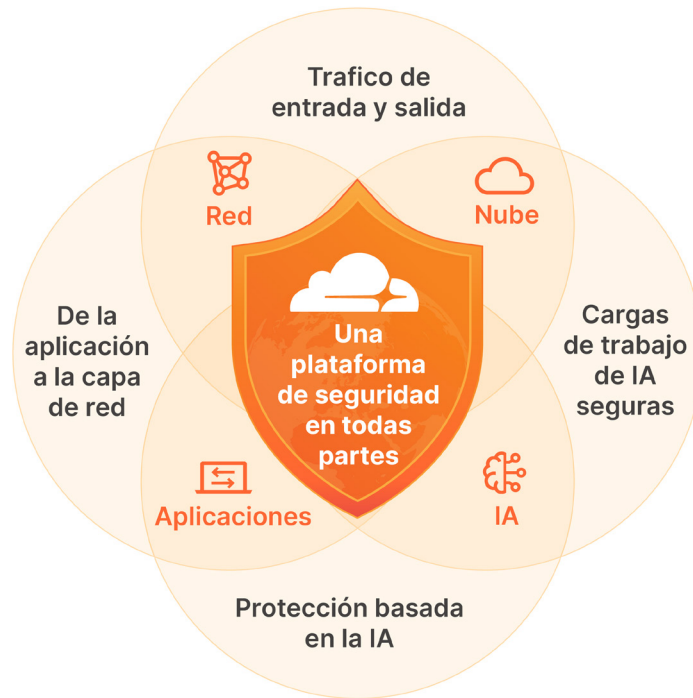 Trafico de
entrada y salida
Red
Nube
De la
aplicación
a la capa
de red
Una
plataforma
de seguridad
en todas
partes
Cargas
de trabajo
de IA
seguras
Aplicaciones
IA
Protección basada
en la IA